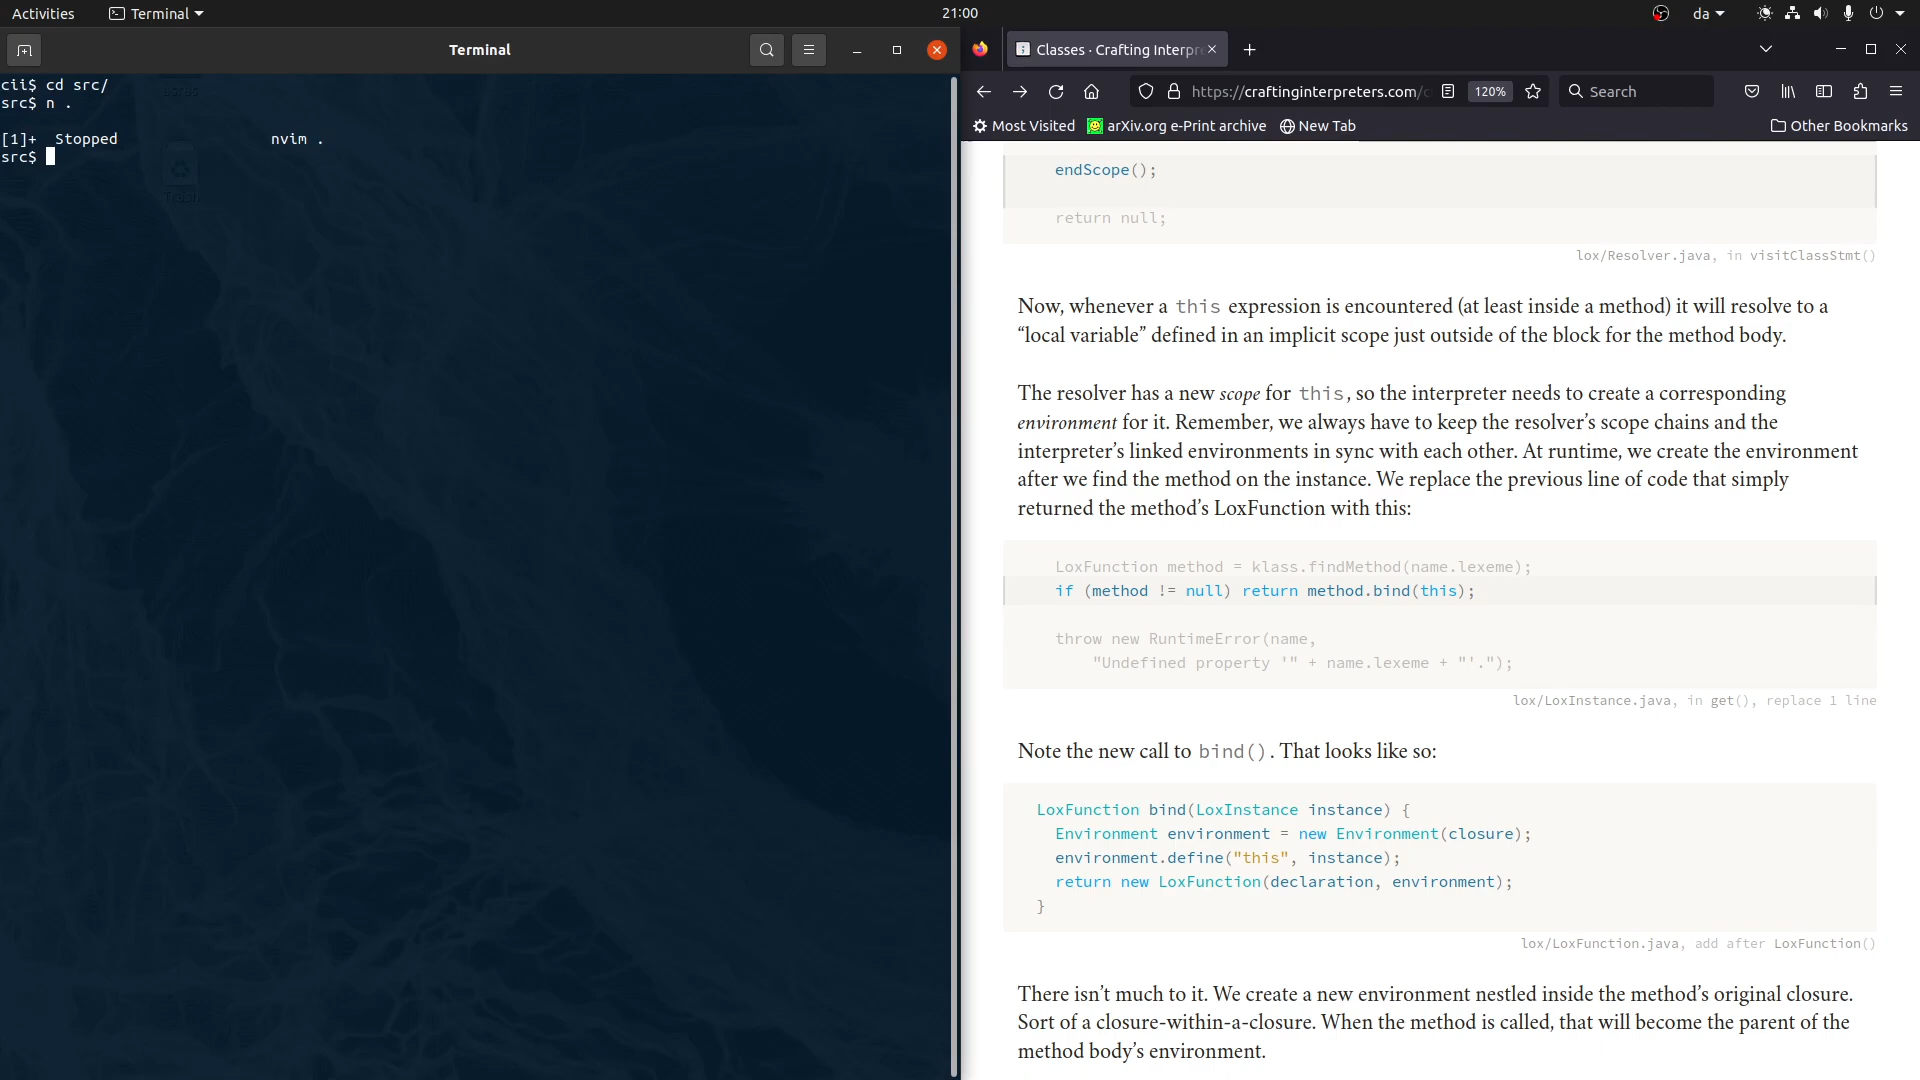 Activities
Terminal
21:00
da
Terminal
cii$ cd src/
src$ n .
[1]+  Stopped                 nvim .
src$
Trash
Classes · Crafting Interpr
https://craftinginterpreters.com/
120%
Search
Most Visited
arXiv.org e-Print archive
New Tab
Other Bookmarks
endScope();
return null;
lox/Resolver.java, in visitClassStmt()
Now, whenever a this expression is encountered (at least inside a method) it will resolve to a
“local variable” defined in an implicit scope just outside of the block for the method body.
The resolver has a new scope for this, so the interpreter needs to create a corresponding
environment for it. Remember, we always have to keep the resolver’s scope chains and the
interpreter’s linked environments in sync with each other. At runtime, we create the environment
after we find the method on the instance. We replace the previous line of code that simply
returned the method’s LoxFunction with this:
LoxFunction method = klass.findMethod(name.lexeme);
if (method != null) return method.bind(this);
throw new RuntimeError(name,
"Undefined property '" + name.lexeme + "'.");
lox/LoxInstance.java, in get(), replace 1 line
Note the new call to bind(). That looks like so:
LoxFunction bind(LoxInstance instance) {
Environment environment = new Environment(closure);
environment.define("this", instance);
return new LoxFunction(declaration, environment);
}
lox/LoxFunction.java, add after LoxFunction()
There isn’t much to it. We create a new environment nestled inside the method’s original closure.
Sort of a closure-within-a-closure. When the method is called, that will become the parent of the
method body’s environment.